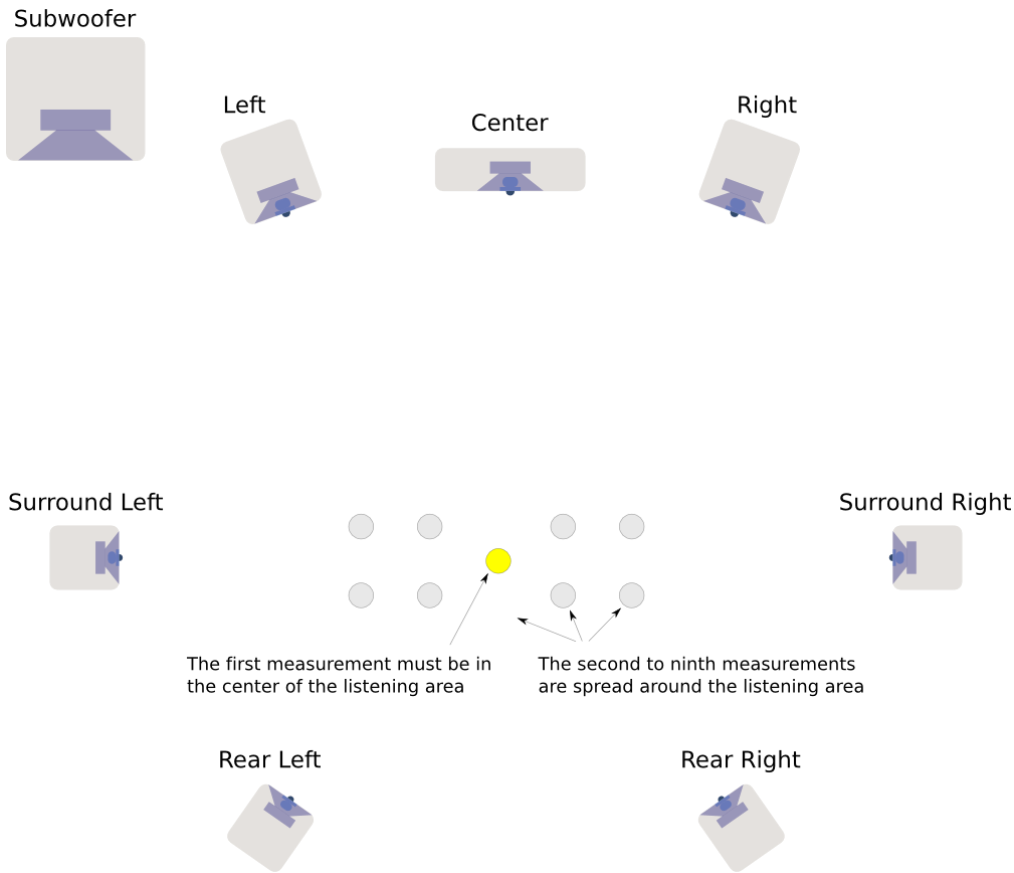 Subwoofer
Left
Center
Right
Surround Left
Surround Right
The first measurement must be in
the center of the listening area
The second to ninth measurements
are spread around the listening area
Rear Left
Rear Right